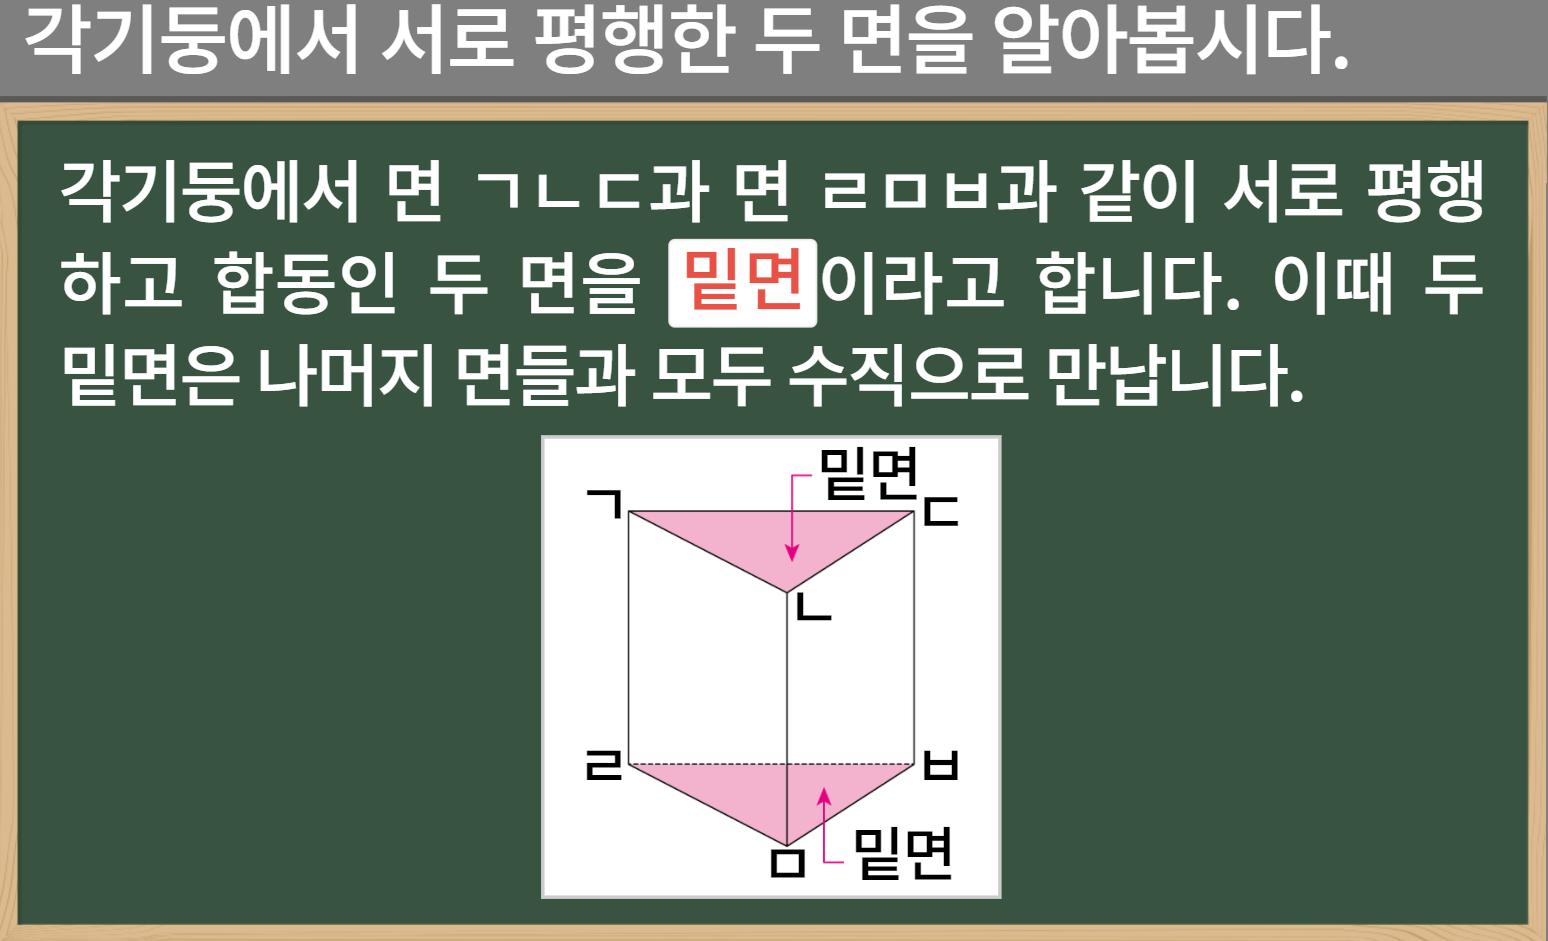 각기둥에서 서로 평행한 두 면을 알아봅시다.
각기둥에서 면 ㄱㄴㄷ과 면 ㄹㅁㅂ과 같이 서로 평행
하고 합동인 두 면을 밑면이라고 합니다. 이때 두
밑면은 나머지 면들과 모두 수직으로 만납니다.
밑면
ㄱ
ㄷ
ㄴ
ㄹ
ㅂ
ㅁ
밑면